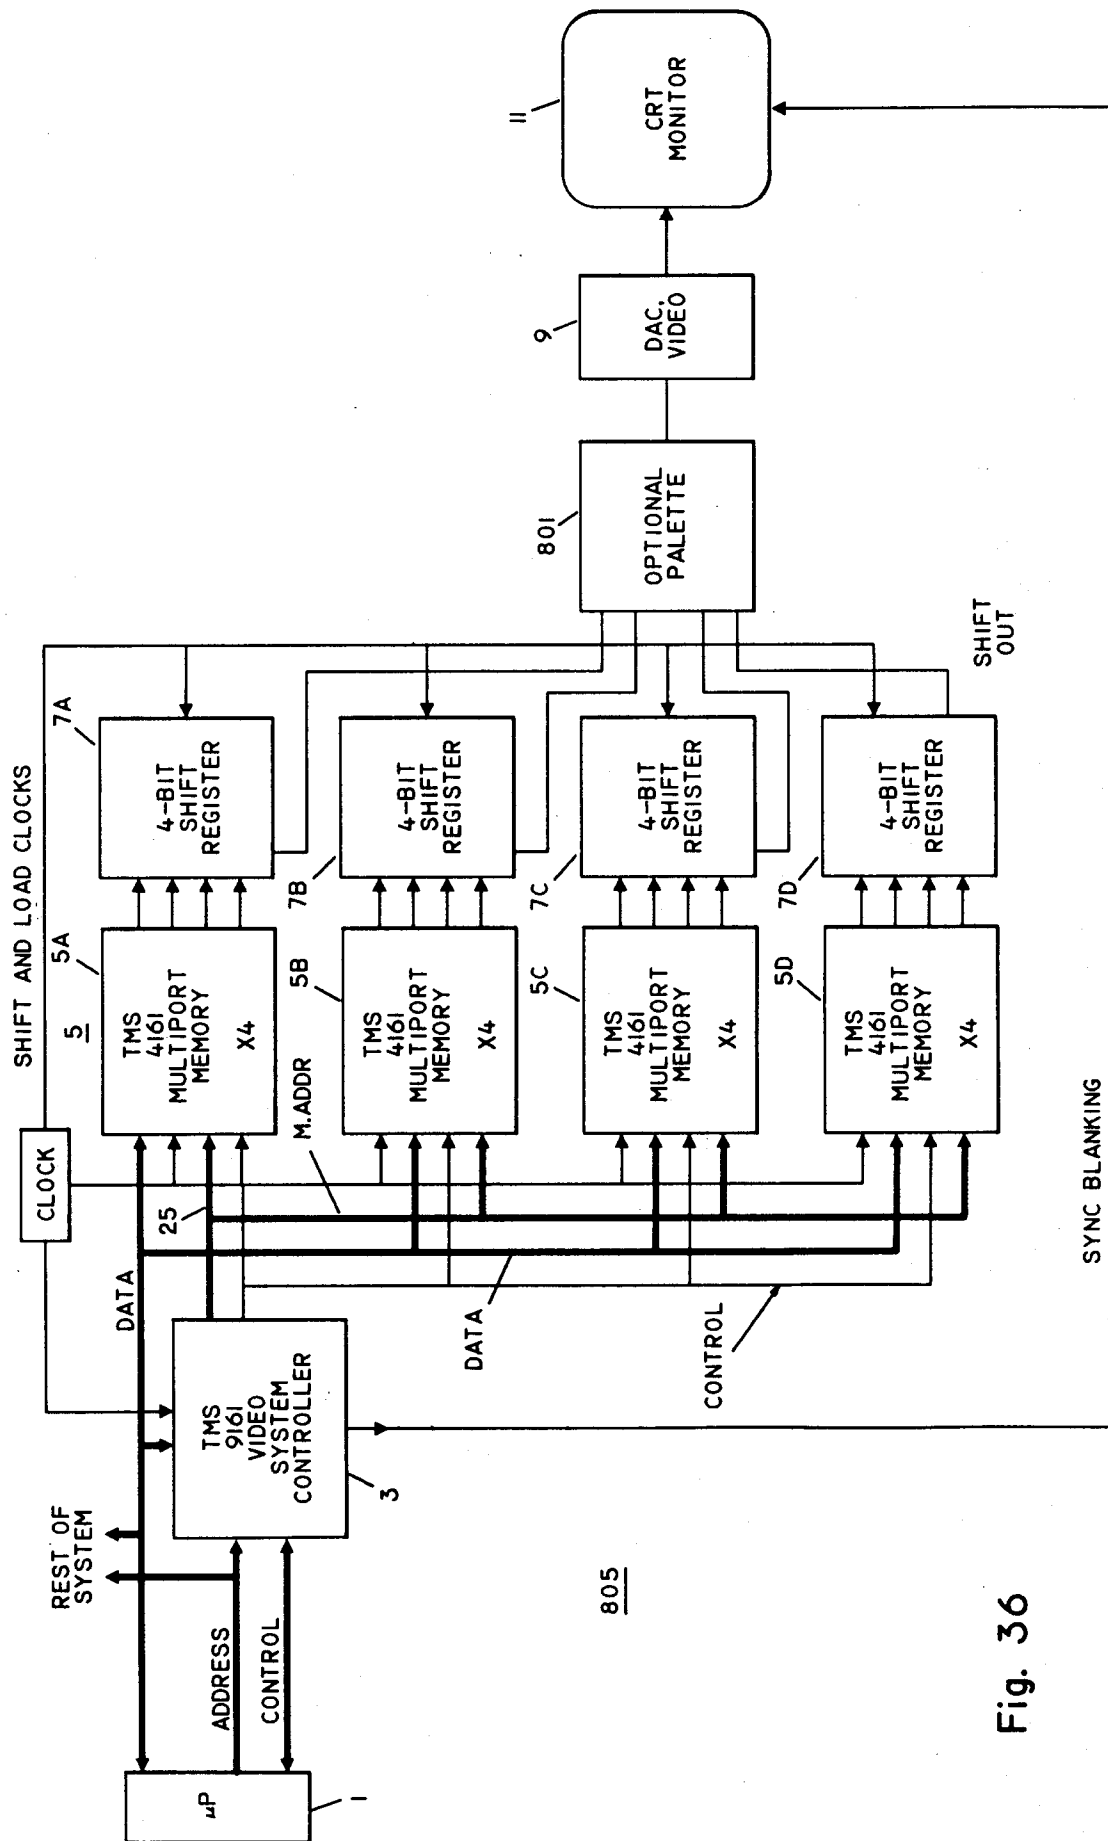 SHIFT AND LOAD CLOCKS
CLOCK
REST OF
SYSTEM
DATA
25
5
5A
7A
TMS
4161
MULTIPORT
MEMORY
X4
4-BIT
SHIFT
REGISTER
μP
1
ADDRESS
CONTROL
TMS
9161
VIDEO
SYSTEM
CONTROLLER
3
M.ADDR
5B
7B
TMS
4161
MULTIPORT
MEMORY
X4
4-BIT
SHIFT
REGISTER
DATA
5C
7C
TMS
4161
MULTIPORT
MEMORY
X4
4-BIT
SHIFT
REGISTER
801
OPTIONAL
PALETTE
9
DAC,
VIDEO
11
CRT
MONITOR
CONTROL
5D
7D
TMS
4161
MULTIPORT
MEMORY
X4
4-BIT
SHIFT
REGISTER
SHIFT
OUT
805
SYNC BLANKING
Fig. 36